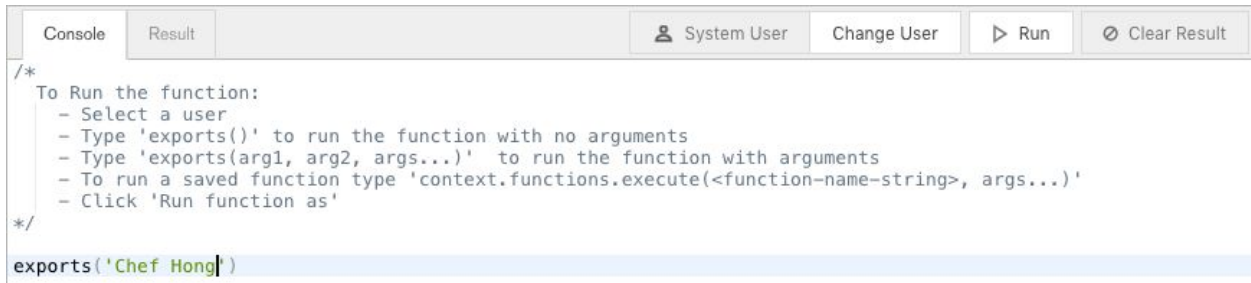 Console Result System User Change User Run Clear Result
/*
To Run the function:
- Select a user
- Type 'exports()' to run the function with no arguments
- Type 'exports(arg1, arg2, args...)'  to run the function with arguments
- To run a saved function type 'context.functions.execute(<function-name-string>, args...)'
- Click 'Run function as'
*/
exports('Chef Hong')